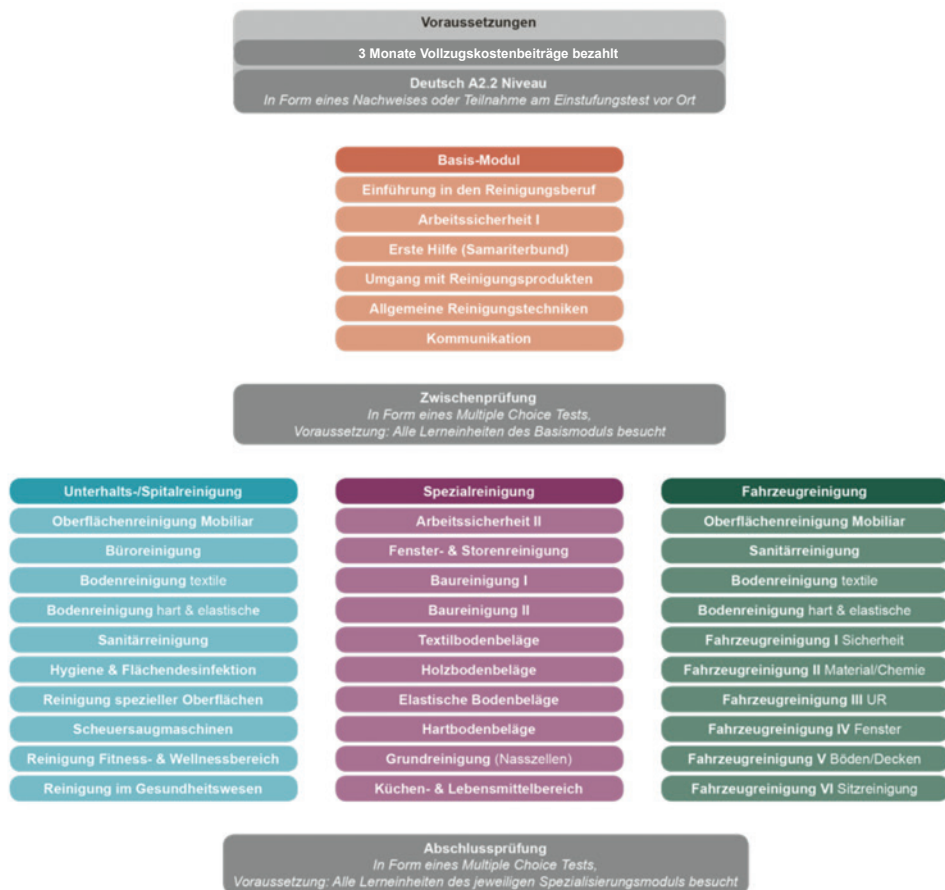 Voraussetzungen
3 Monate Vollzugskostenbeiträge bezahlt
Deutsch A2.2 Niveau
In Form eines Nachweises oder Teilnahme am Einstufungstest vor Ort
Basis-Modul
Einführung in den Reinigungsberuf
Arbeitssicherheit I
Erste Hilfe (Samariterbund)
Umgang mit Reinigungsprodukten
Allgemeine Reinigungstechniken
Kommunikation
Zwischenprüfung
In Form eines Multiple Choice Tests,
Voraussetzung: Alle Lerneinheiten des Basismoduls besucht
Unterhalts-/Spitalreinigung
Oberflächenreinigung Mobiliar
Büroreinigung
Bodenreinigung textile
Bodenreinigung hart & elastische
Sanitärreinigung
Hygiene & Flächendesinfektion
Reinigung spezieller Oberflächen
Scheuersaugmaschinen
Reinigung Fitness- & Wellnessbereich
Reinigung im Gesundheitswesen
Spezialreinigung
Arbeitssicherheit II
Fenster- & Storenreinigung
Baureinigung I
Baureinigung II
Textilbodenbeläge
Holzbodenbeläge
Elastische Bodenbeläge
Hartbodenbeläge
Grundreinigung (Nasszellen)
Küchen- & Lebensmittelbereich
Fahrzeugreinigung
Oberflächenreinigung Mobiliar
Sanitärreinigung
Bodenreinigung textile
Bodenreinigung hart & elastische
Fahrzeugreinigung I Sicherheit
Fahrzeugreinigung II Material/Chemie
Fahrzeugreinigung III UR
Fahrzeugreinigung IV Fenster
Fahrzeugreinigung V Böden/Decken
Fahrzeugreinigung VI Sitzreinigung
Abschlussprüfung
In Form eines Multiple Choice Tests,
Voraussetzung: Alle Lerneinheiten des jeweiligen Spezialisierungsmoduls besucht